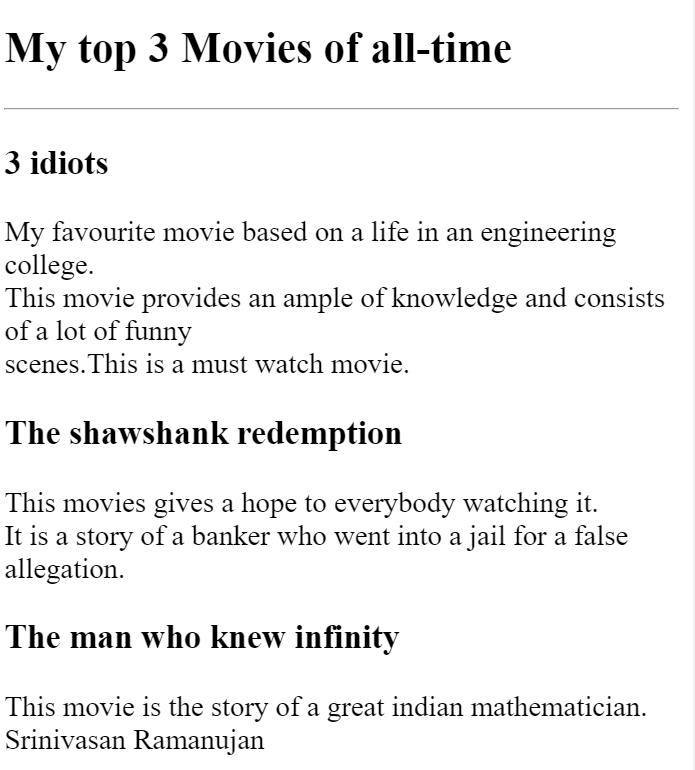 My top 3 Movies of all-time
3 idiots
My favourite movie based on a life in an engineering
college.
This movie provides an ample of knowledge and consists
of a lot of funny
scenes.This is a must watch movie.
The shawshank redemption
This movies gives a hope to everybody watching it.
It is a story of a banker who went into a jail for a false
allegation.
The man who knew infinity
This movie is the story of a great indian mathematician.
Srinivasan Ramanujan